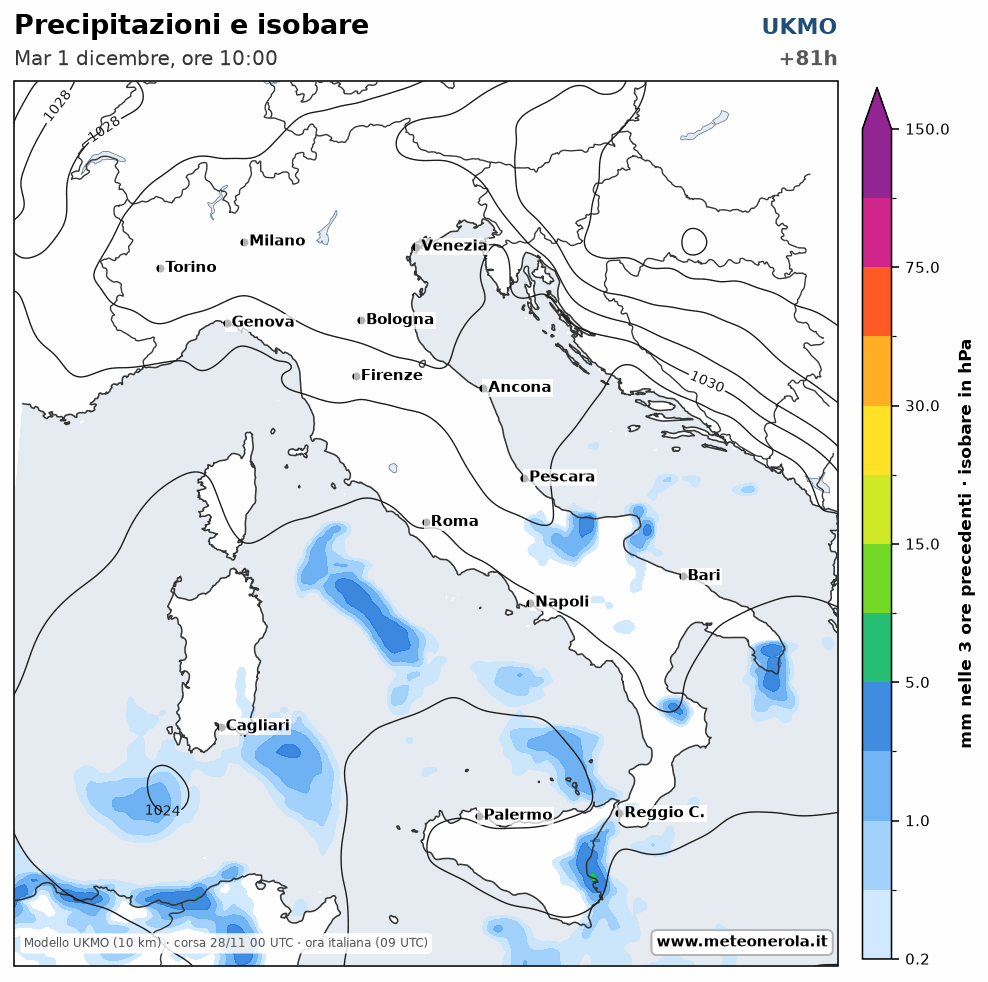 Precipitazioni e isobare
UKMO
Mar 1 dicembre, ore 10:00
+81h
1028
1028
150.0
Milano
Venezia
Torino
75.0
Genova
Bologna
0
Firenze
Ancona
1030
30.0
Pescara
Roma
15.0
Bari
Napoli
5.0
Cagliari
1024
Palermo
Reggio C.
1.0
mm nelle 3 ore precedenti · isobare in hPa
Modello UKMO (10 km) · corsa 28/11 00 UTC · ora italiana (09 UTC)
www.meteonerola.it
0.2